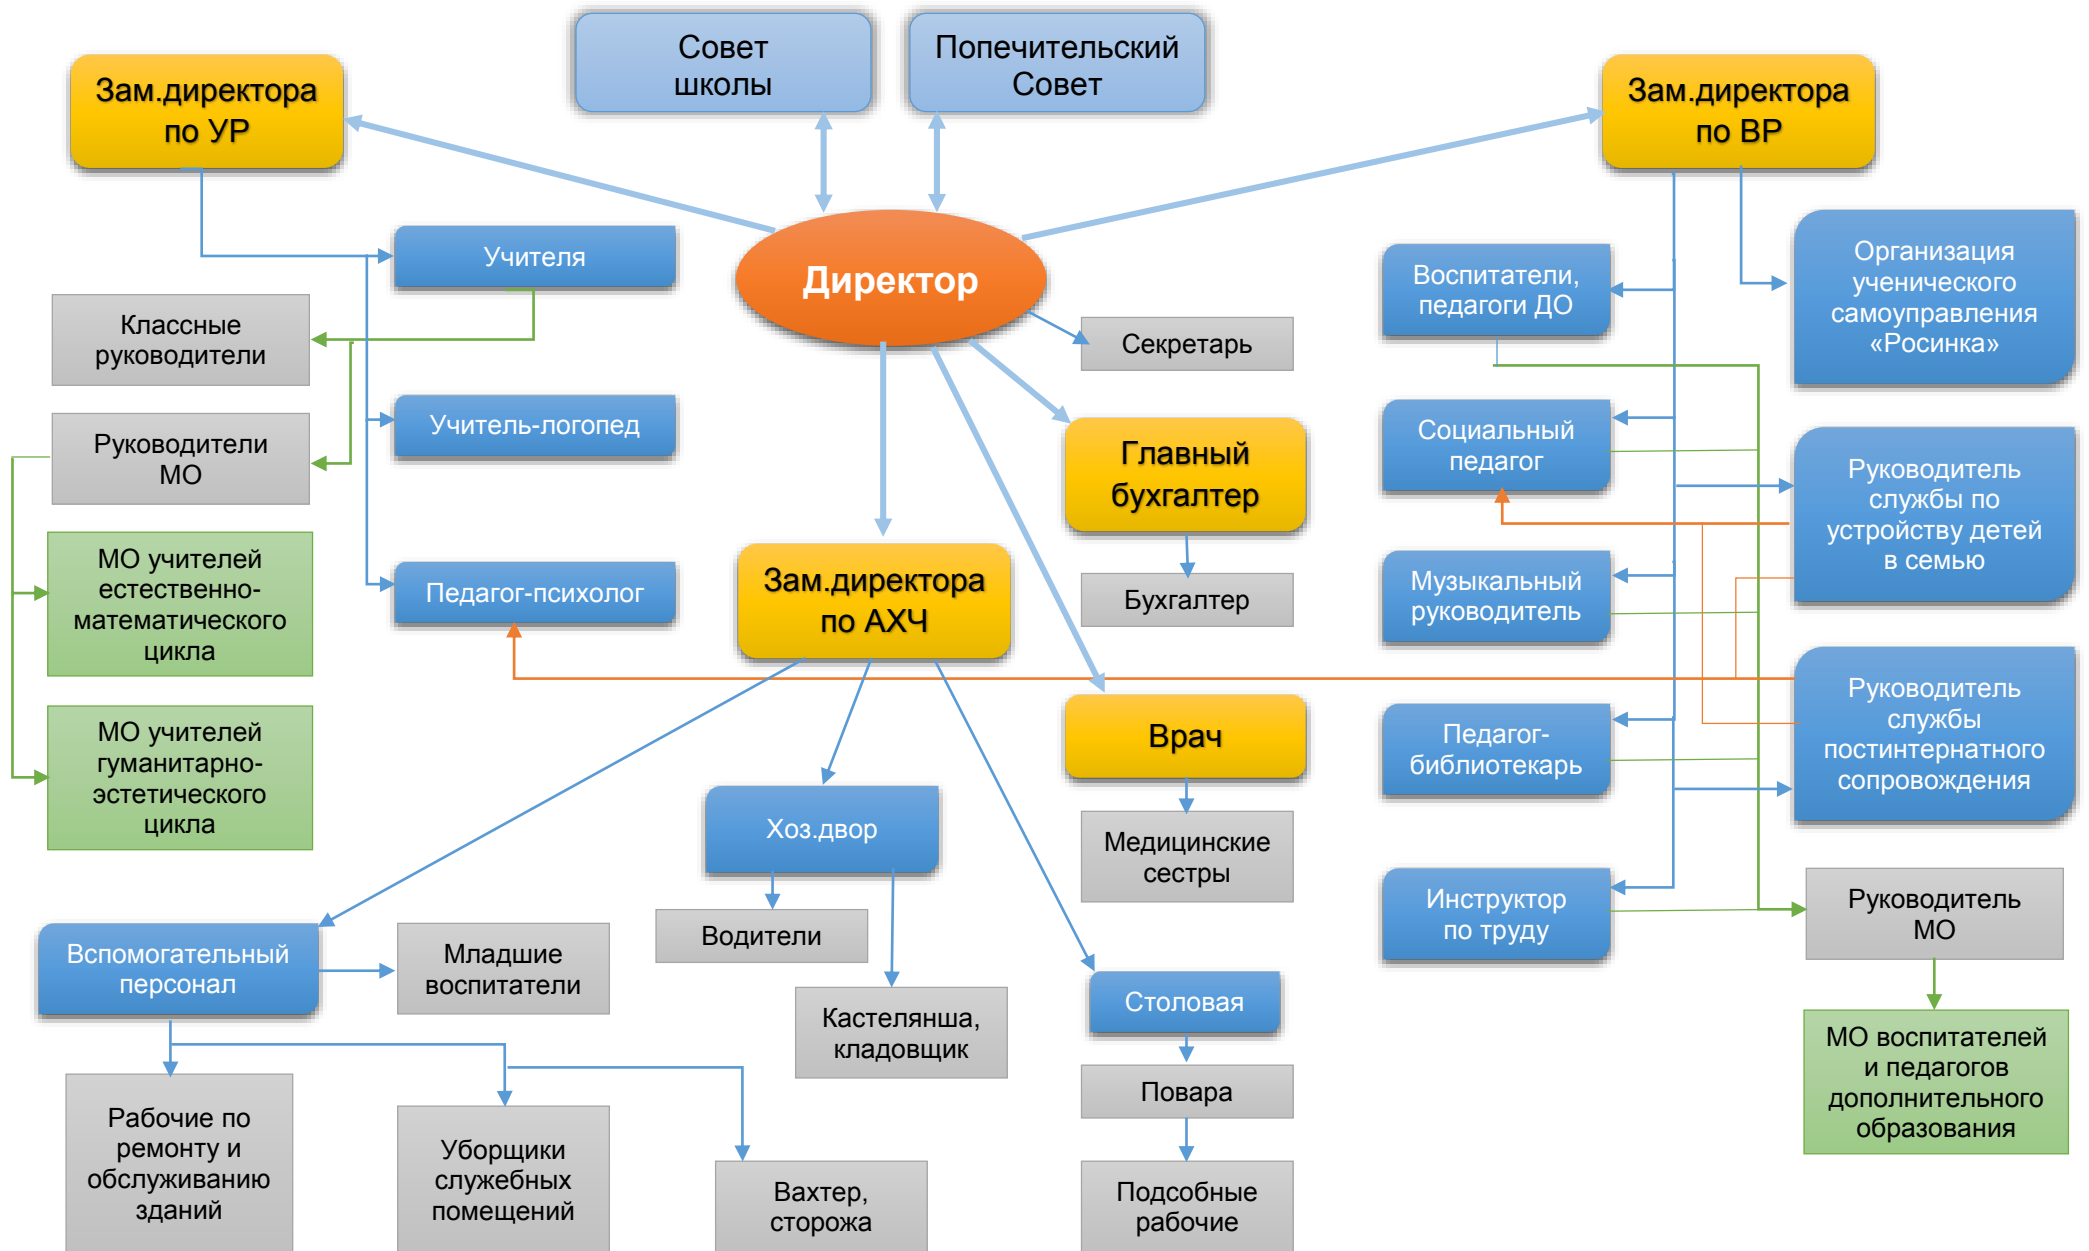 Совет
школы
Попечительский
Совет
Зам.директора
по УР
Зам.директора
по ВР
Директор
Учителя
Классные
руководители
Руководители
МО
Учитель-логопед
Педагог-психолог
МО учителей
естественно-
математического
цикла
МО учителей
гуманитарно-
эстетического
цикла
Секретарь
Главный
бухгалтер
Бухгалтер
Зам.директора
по АХЧ
Врач
Медицинские
сестры
Хоз.двор
Водители
Кастелянша,
кладовщик
Вспомогательный
персонал
Младшие
воспитатели
Рабочие по
ремонту и
обслуживанию
зданий
Уборщики
служебных
помещений
Вахтер,
сторожа
Столовая
Повара
Подсобные
рабочие
Воспитатели,
педагоги ДО
Социальный
педагог
Музыкальный
руководитель
Педагог-
библиотекарь
Инструктор
по труду
Организация
ученического
самоуправления
«Росинка»
Руководитель
службы по
устройству детей
в семью
Руководитель
службы
постинтернатного
сопровождения
Руководитель
МО
МО воспитателей
и педагогов
дополнительного
образования